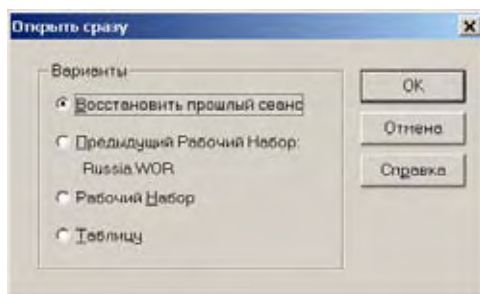 Открыть сразу
Варианты
Восстановить прошлый сеанс
Предыдущий Рабочий Набор:
Russia.WOR
Рабочий Набор
Таблицу
OK
Отмена
Справка